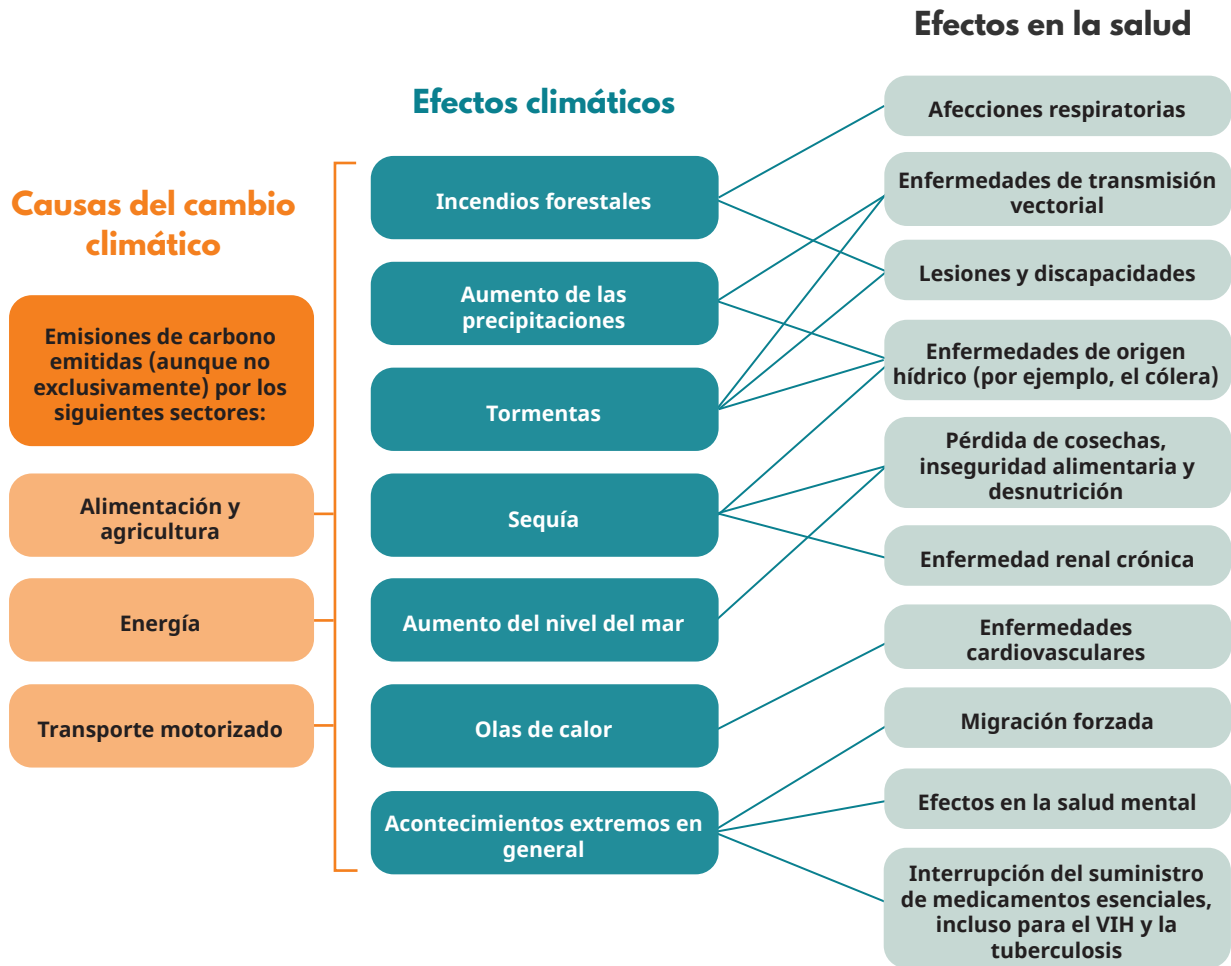 Causas del cambio
climático
Emisiones de carbono
emitidas (aunque no
exclusivamente) por los
siguientes sectores:
Alimentación y
agricultura
Energía
Transporte motorizado
Efectos climáticos
Incendios forestales
Aumento de las
precipitaciones
Tormentas
Sequía
Aumento del nivel del mar
Olas de calor
Acontecimientos extremos en
general
Efectos en la salud
Afecciones respiratorias
Enfermedades de transmisión
vectorial
Lesiones y discapacidades
Enfermedades de origen
hídrico (por ejemplo, el cólera)
Pérdida de cosechas,
inseguridad alimentaria y
desnutrición
Enfermedad renal crónica
Enfermedades
cardiovasculares
Migración forzada
Efectos en la salud mental
Interrupción del suministro
de medicamentos esenciales,
incluso para el VIH y la
tuberculosis